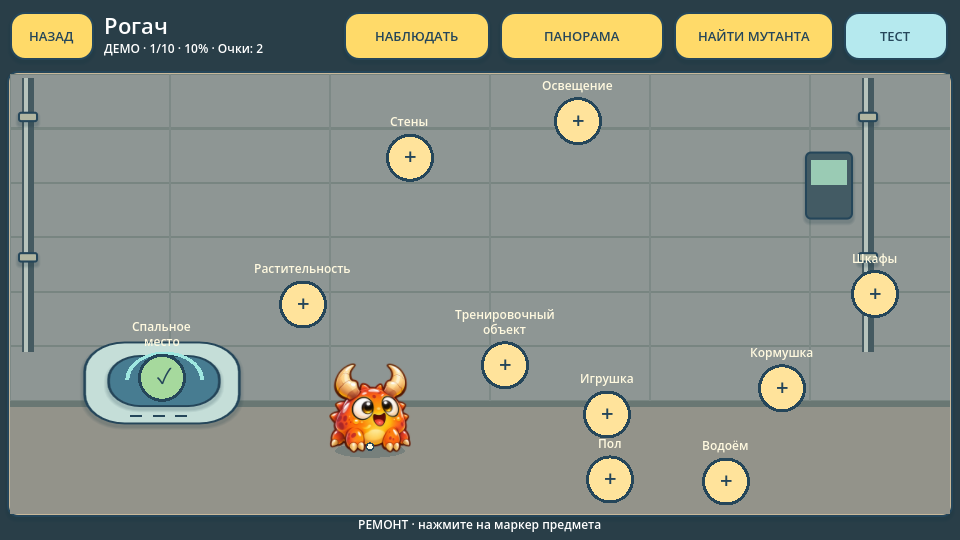 НАЗАД
Рогач
ДЕМО · 1/10 · 10% · Очки: 2
НАБЛЮДАТЬ
ПАНОРАМА
НАЙТИ МУТАНТА
ТЕСТ
Освещение
Стены
Шкафы
Растительность
Тренировочный
объект
Спальное
место
Кормушка
Игрушка
Пол
Водоём
РЕМОНТ · нажмите на маркер предмета